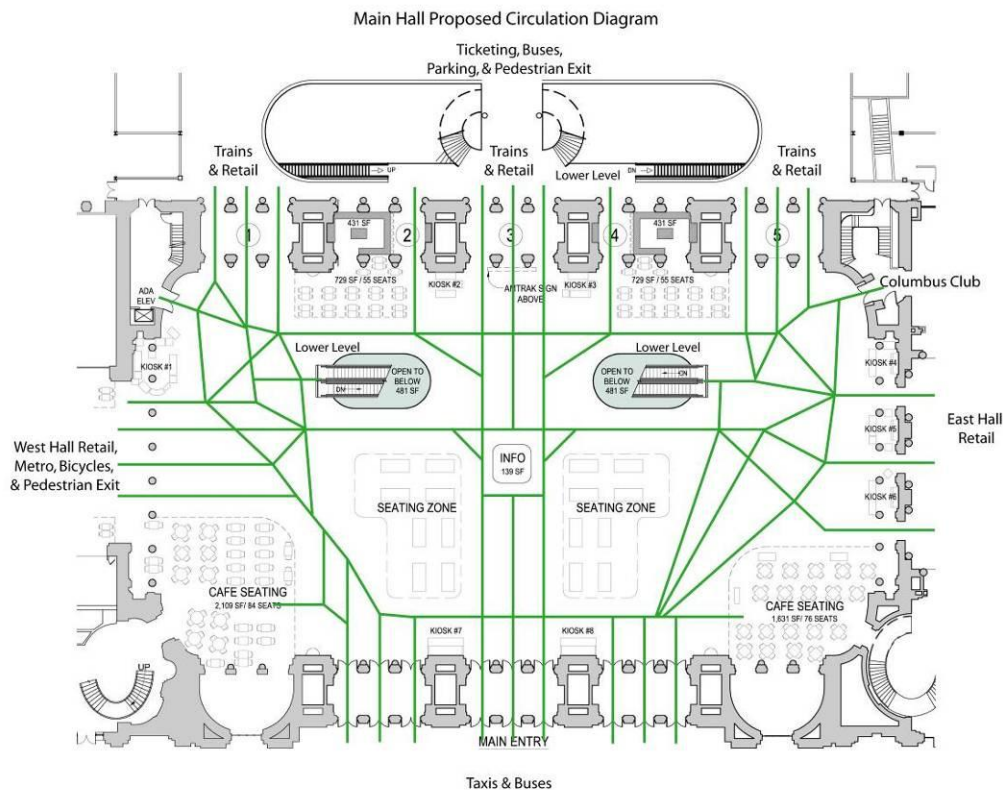 Main Hall Proposed Circulation Diagram
Ticketing, Buses,
Parking, & Pedestrian Exit
Trains
& Retail
Trains
& Retail
Trains
& Retail
UP
Lower Level
DN
431 SF
431 SF
1
2
3
4
5
729 SF / 55 SEATS
KIOSK #2
AMTRAK SIGN
ABOVE
KIOSK #3
729 SF / 55 SEATS
Columbus Club
ADA
ELEV
Lower Level
Lower Level
KIOSK #1
OPEN TO
BELOW
481 SF
DN
OPEN TO
BELOW
481 SF
DN
KIOSK #4
KIOSK #5
East Hall
Retail
West Hall Retail,
Metro, Bicycles,
& Pedestrian Exit
INFO
139 SF
KIOSK #6
SEATING ZONE
SEATING ZONE
CAFE SEATING
2,109 SF/ 84 SEATS
CAFE SEATING
1,631 SF/ 76 SEATS
KIOSK #7
KIOSK #8
UP
MAIN ENTRY
Taxis & Buses